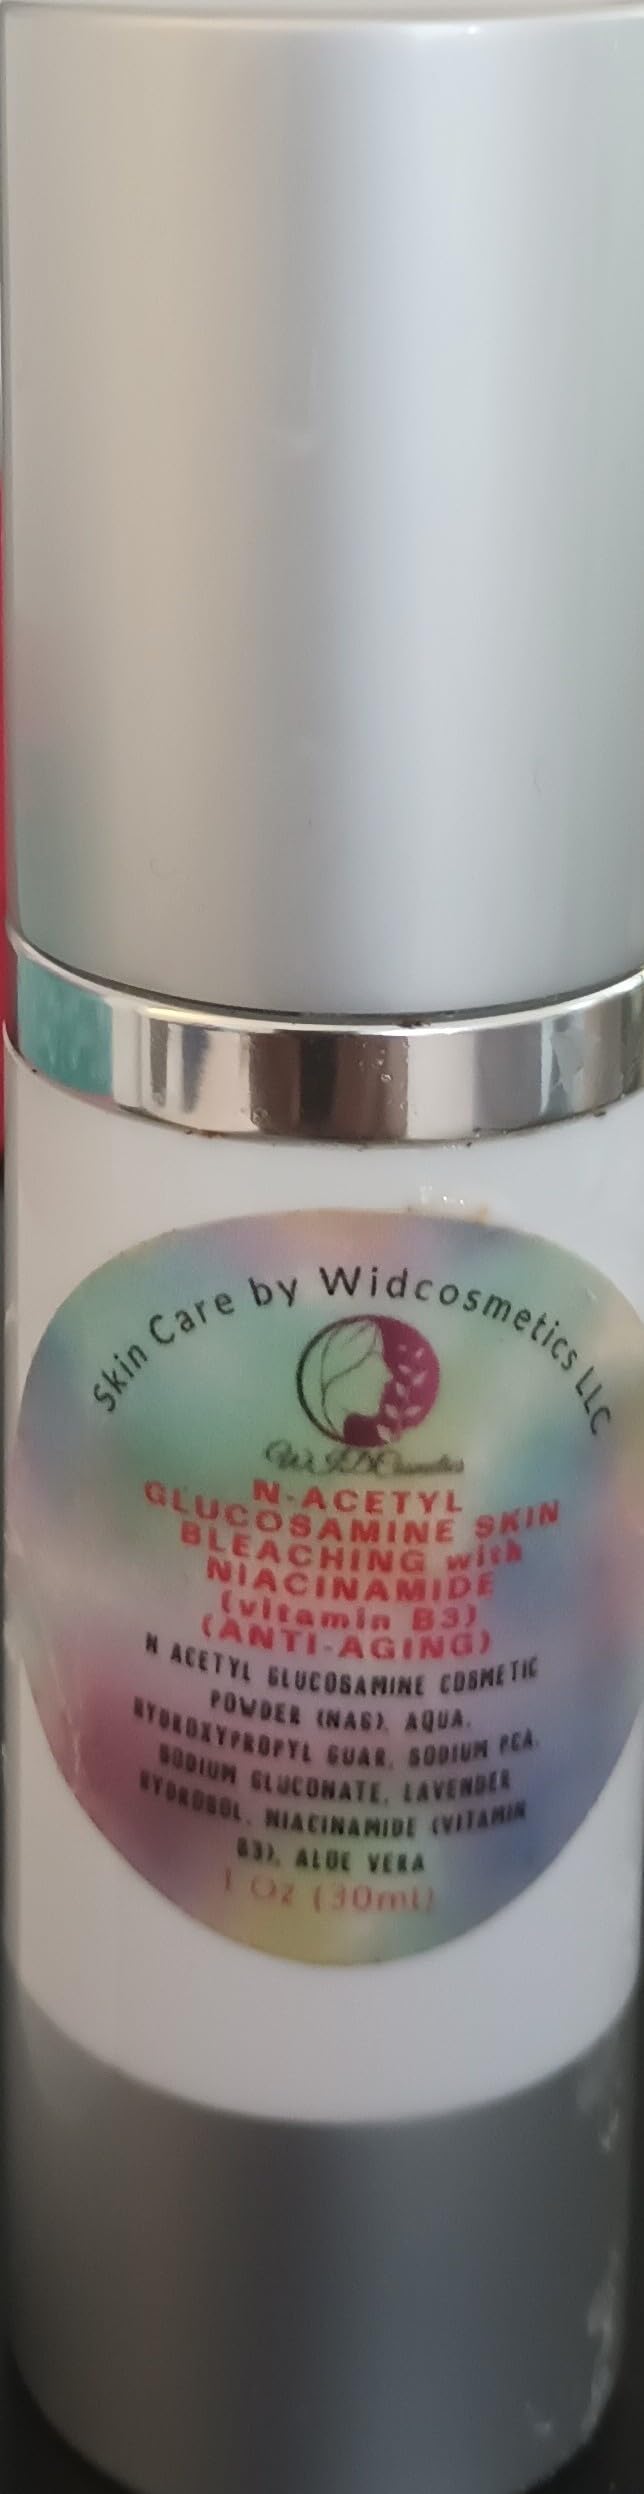 Skin Care by Widcosmetics LLC
N-ACETYL
GLUCOSAMINE SKIN
BLEACHING with
NIACINAMIDE
(vitamin B3)
(ANTI-AGING)
N ACETYL GLUCOSAMINE COSMETIC
POWDER (NAG), AQUA,
HYDROXYPROPYL GUAR, SODIUM PCA,
SODIUM GLUCONATE, LAVENDER
HYDROSOL, NIACINAMIDE (VITAMIN
B3), ALOE VERA
1 Oz (30ml)